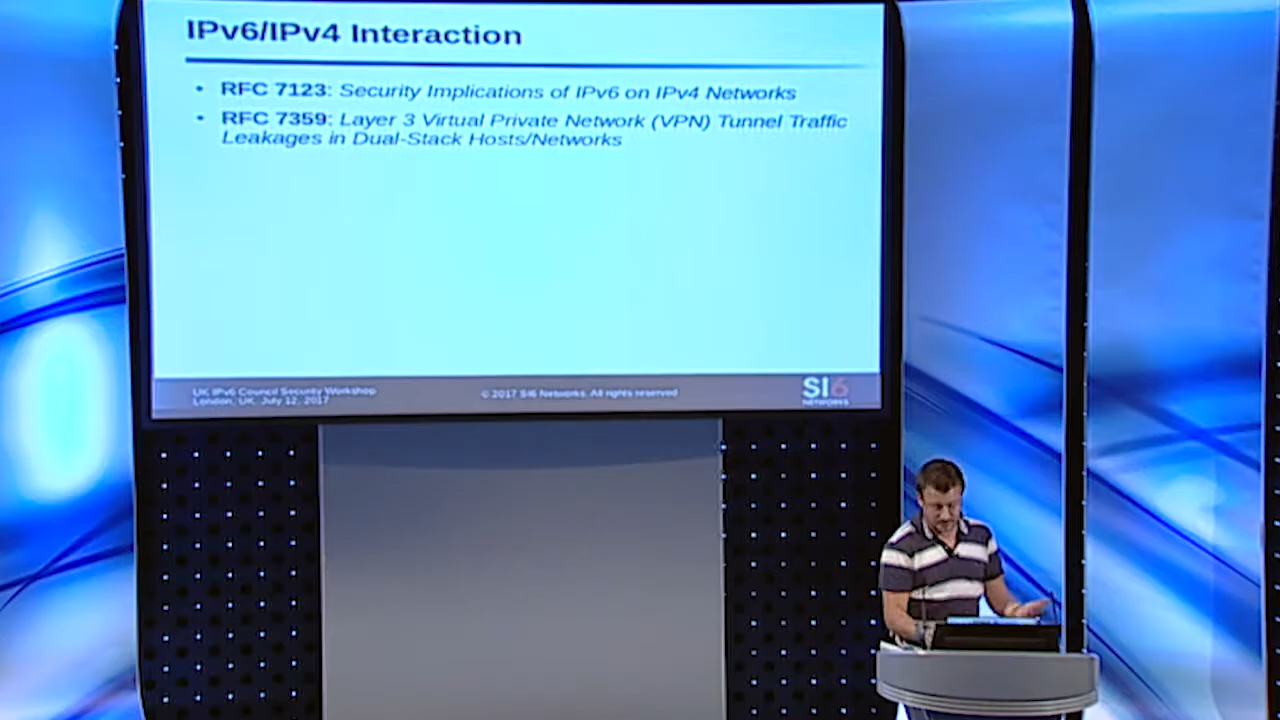 IPv6/IPv4 Interaction
• RFC 7123: Security Implications of IPv6 on IPv4 Networks
• RFC 7359: Layer 3 Virtual Private Network (VPN) Tunnel Traffic
Leakages in Dual-Stack Hosts/Networks
UK IPv6 Council Security Workshop
London, UK. July 12, 2017
© 2017 SI6 Networks. All rights reserved
SI6
NETWORKS